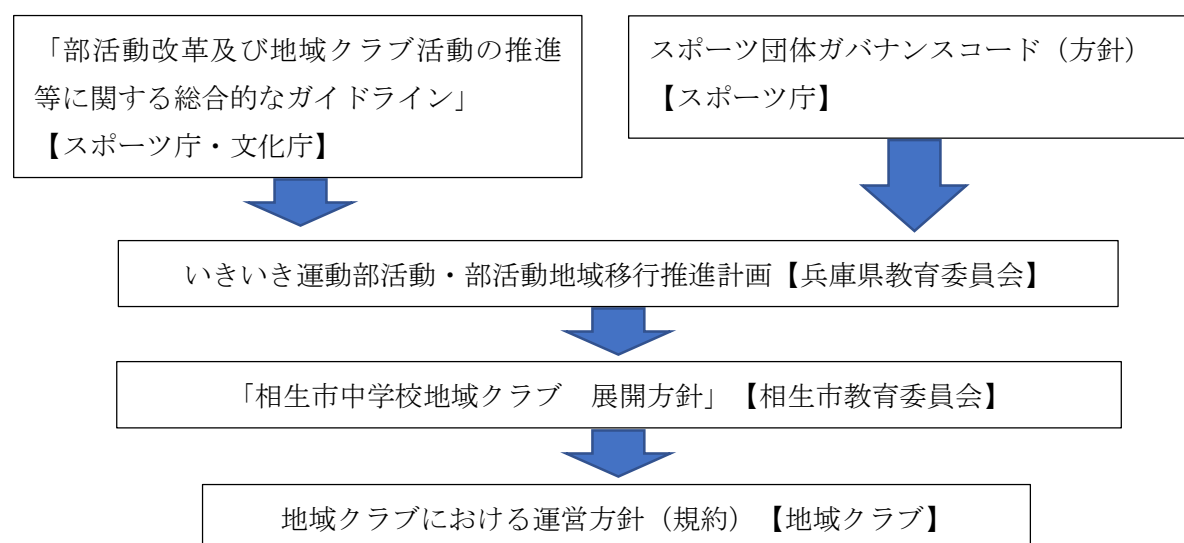 「部活動改革及び地域クラブ活動の推進
等に関する総合的なガイドライン」
【スポーツ庁・文化庁】
スポーツ団体ガバナンスコード（方針）
【スポーツ庁】
いきいき運動部活動・部活動地域移行推進計画【兵庫県教育委員会】
「相生市中学校地域クラブ　展開方針」【相生市教育委員会】
地域クラブにおける運営方針（規約）【地域クラブ】